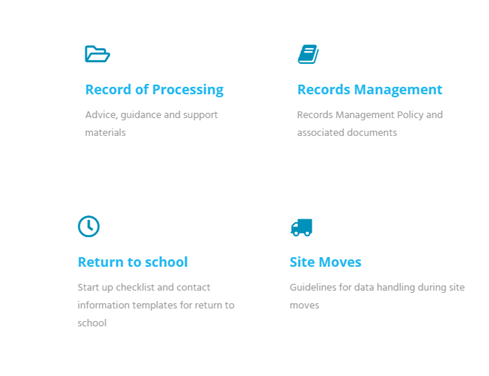 Record of Processing
Advice, guidance and support
materials
Records Management
Records Management Policy and
associated documents
Return to school
Start up checklist and contact
information templates for return to
school
Site Moves
Guidelines for data handling during site
moves